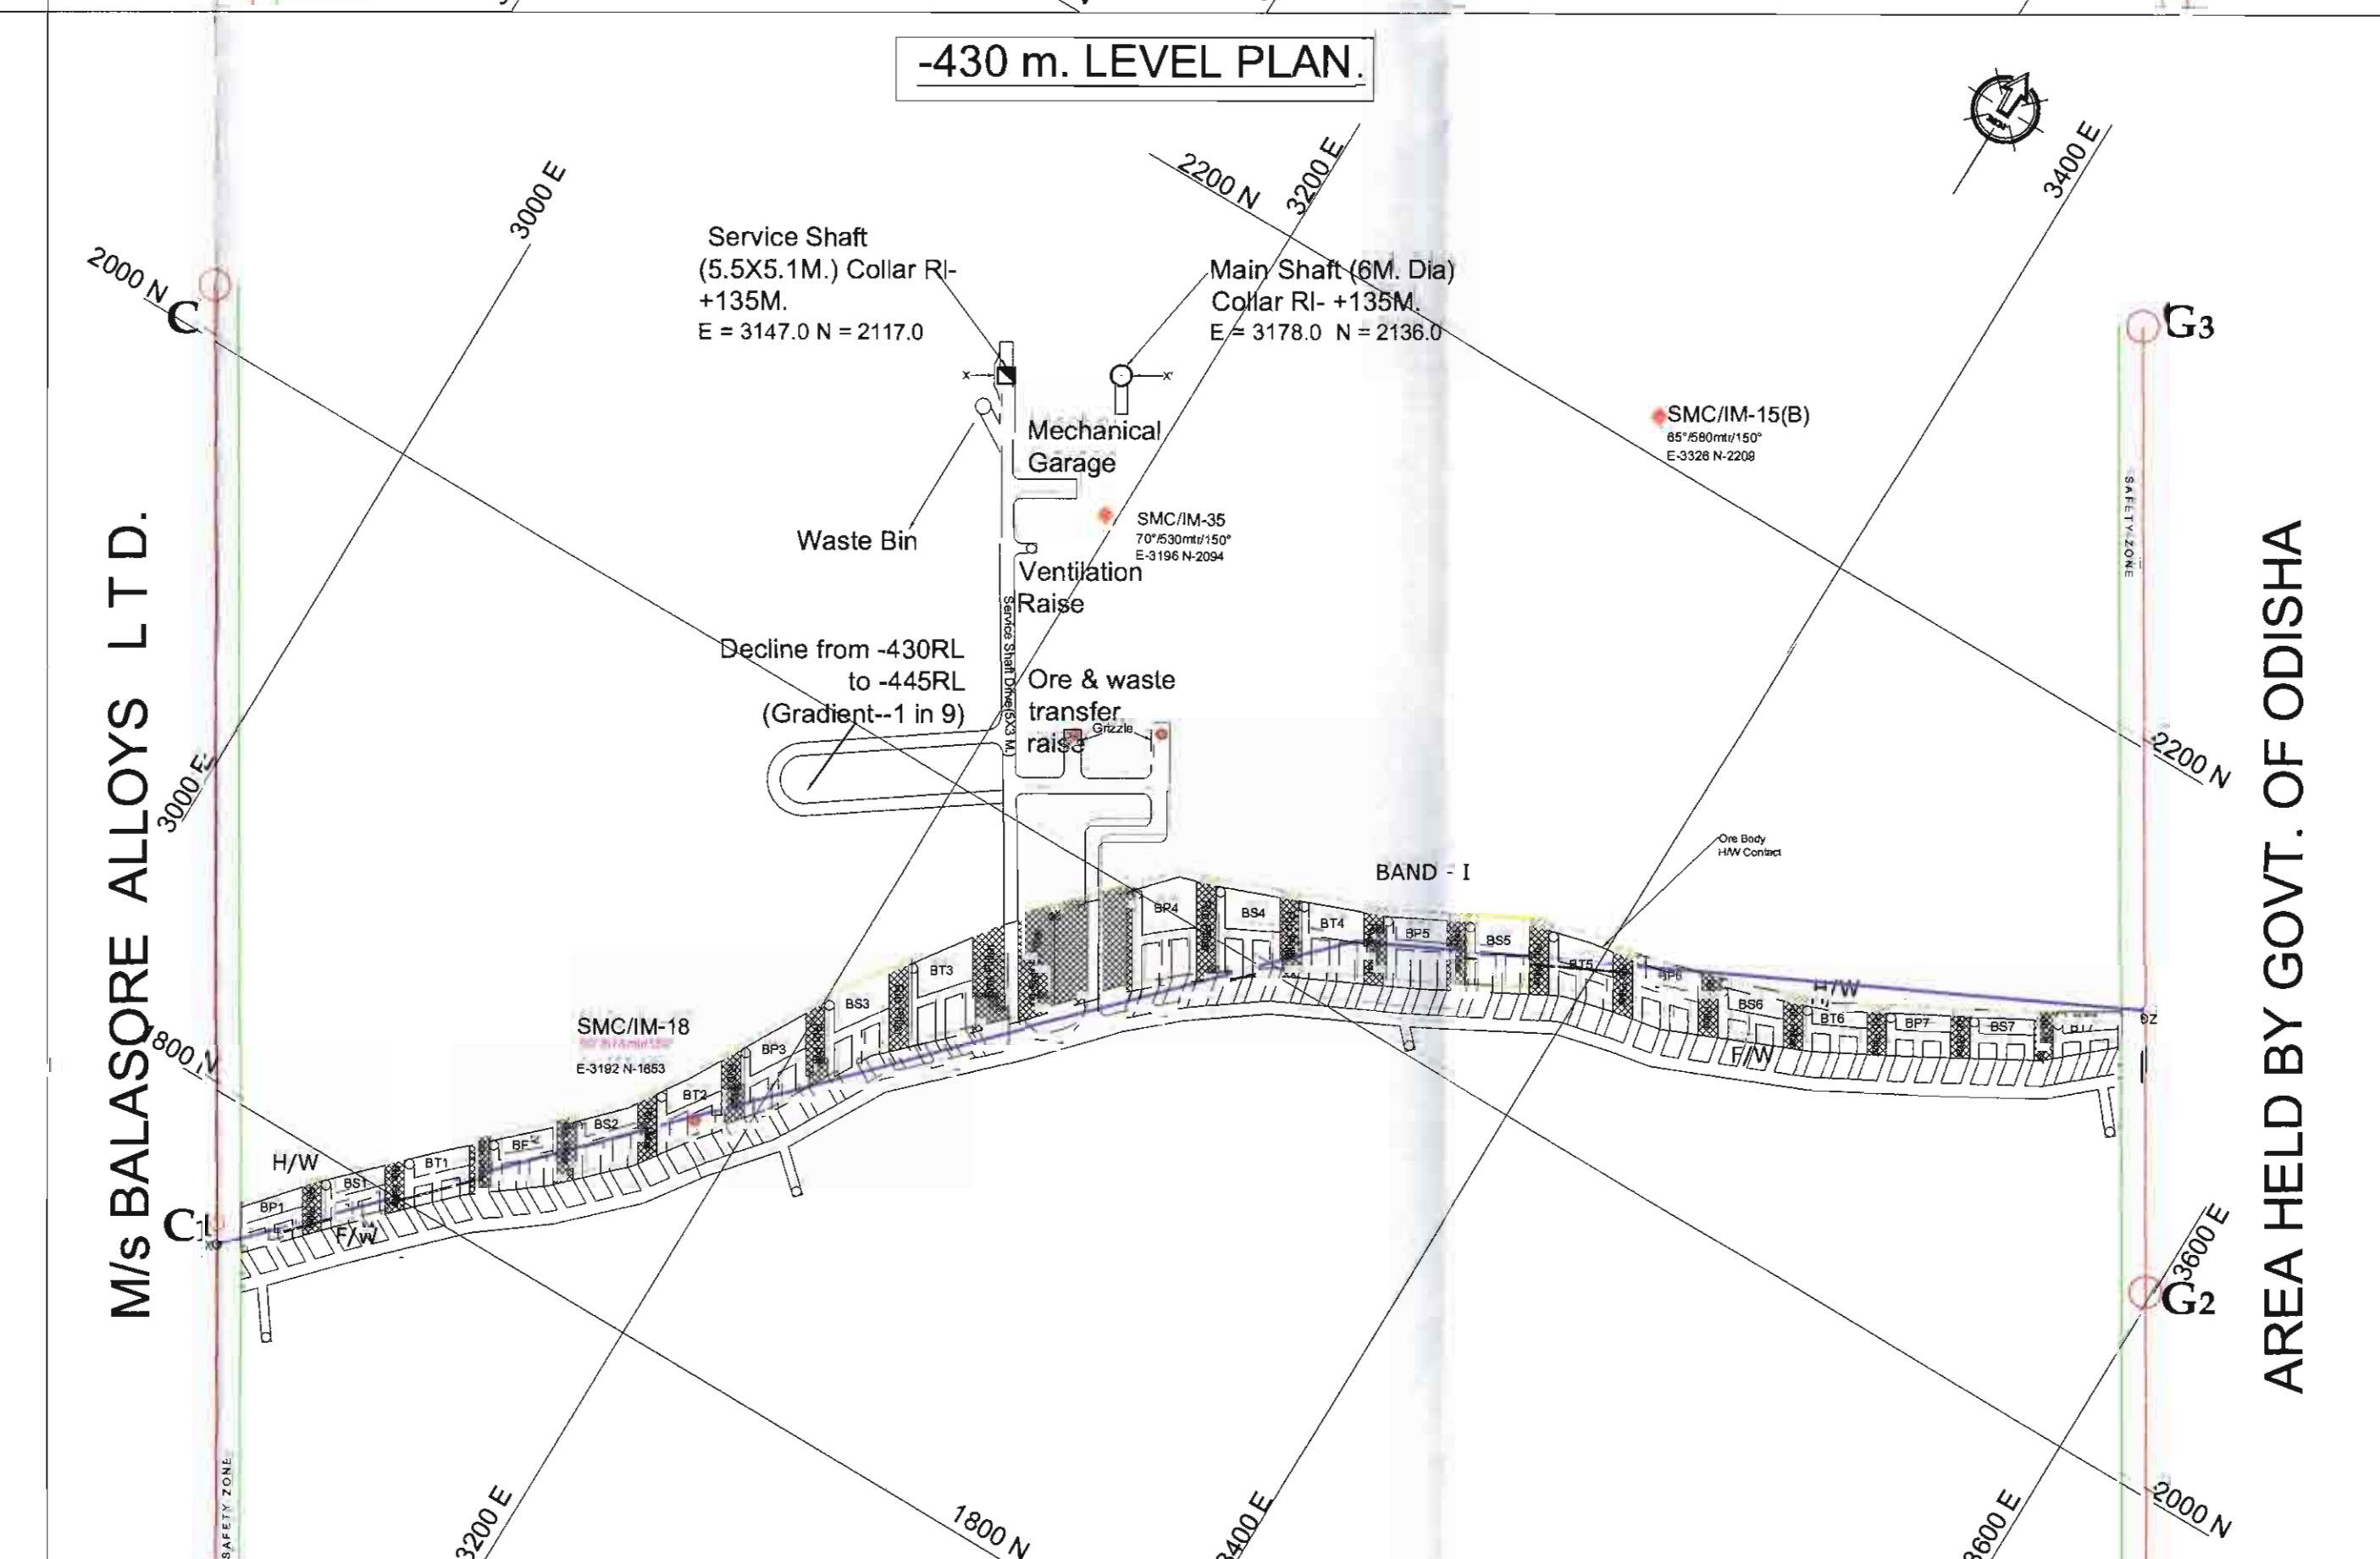 -430 m. LEVEL PLAN.
3000 E
2200 N
3200 E
3400 E
2000 N
C
Service Shaft
(5.5X5.1M.) Collar Rl-
+135M.
E = 3147.0 N = 2117.0
Main Shaft (6M. Dia)
Collar Rl- +135M.
E = 3178.0 N = 2136.0
X
X'
G3
SMC/IM-15(B)
65°/580mtr/150°
E-3326 N-2209
Mechanical
Garage
SAFETY ZONE
Waste Bin
SMC/IM-35
70°/530mtr/150°
E-3196 N-2094
Ventilation
Raise
Service Shaft Drive(5X3 M.)
Decline from -430RL
to -445RL
(Gradient--1 in 9)
Ore & waste
transfer
raise
Grizzle
M/s BALASORE ALLOYS LTD.
AREA HELD BY GOVT. OF ODISHA
3000 E
2200 N
Ore Body
H/W Contact
BAND - I
BP4
BS4
BT4
BP5
BS5
BT5
BP6
BS6
BT6
BP7
BS7
BT7
H/W
F/W
BT3
BS3
BP3
BT2
BS2
BT1
BS1
BP1
SMC/IM-18
E-3192 N-1653
H/W
F/W
C1
G2
3600 E
SAFETY ZONE
3200 E
1800 N
3400 E
3600 E
2000 N